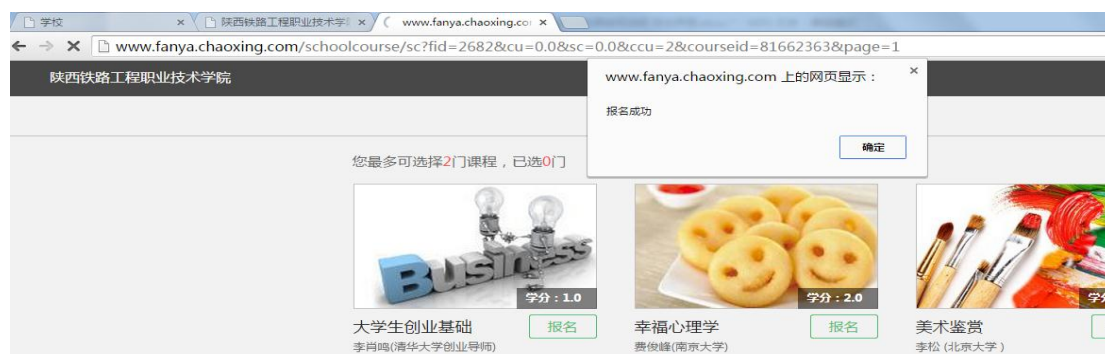 学校
陕西铁路工程职业技术学
www.fanya.chaoxing.co
www.fanya.chaoxing.com/schoolcourse/sc?fid=2682&cu=0.0&sc=0.0&ccu=2&courseid=81662363&page=1
陕西铁路工程职业技术学院
www.fanya.chaoxing.com 上的网页显示：
报名成功
确定
您最多可选择2门课程，已选0门
Business
学分：1.0
学分：2.0
大学生创业基础
报名
幸福心理学
报名
美术鉴赏
李肖鸣(清华大学创业导师)
费俊峰(南京大学)
李松 (北京大学 )